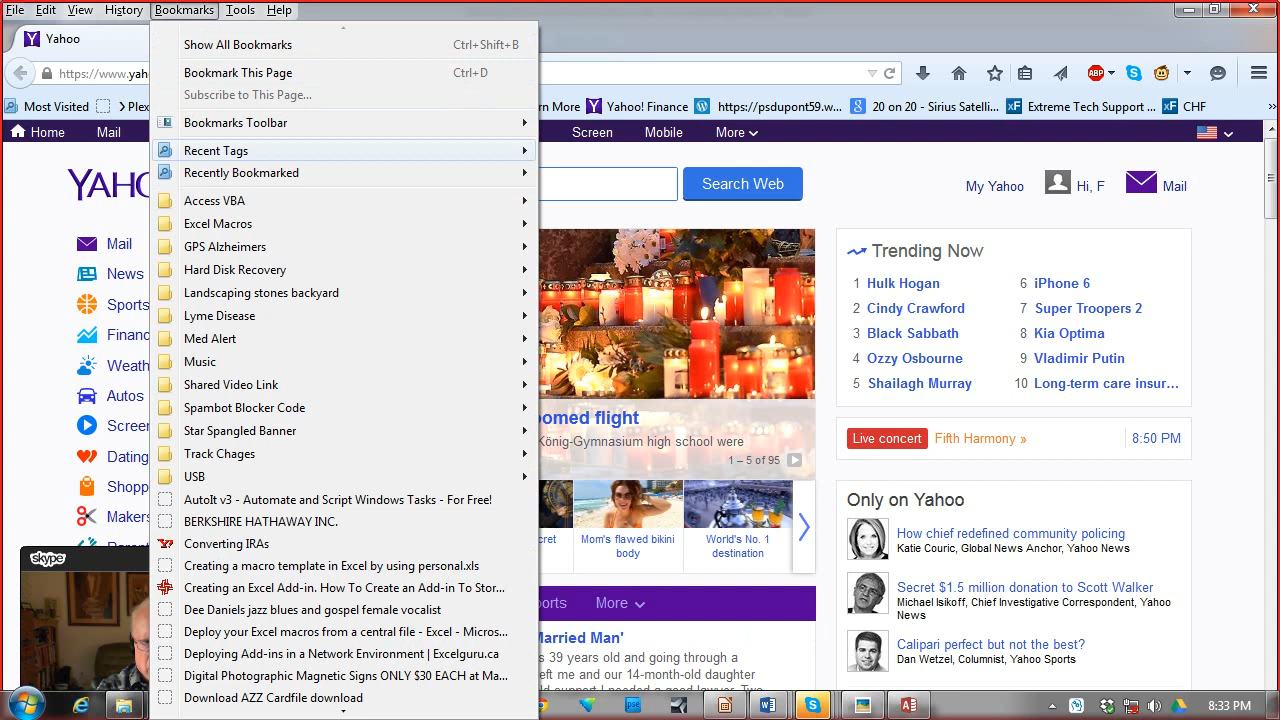 File Edit View History Bookmarks Tools Help
Yahoo
https://www.yah
Most Visited Plex
rn More Yahoo! Finance https://psdupont59.w... 20 on 20 - Sirius Satelli... Extreme Tech Support ... CHF
Home Mail
Screen Mobile More
Show All Bookmarks Ctrl+Shift+B
Bookmark This Page Ctrl+D
Subscribe to This Page...
Bookmarks Toolbar
Recent Tags
Recently Bookmarked
Access VBA
Excel Macros
GPS Alzheimers
Hard Disk Recovery
Landscaping stones backyard
Lyme Disease
Med Alert
Music
Shared Video Link
Spambot Blocker Code
Star Spangled Banner
Track Chages
USB
AutoIt v3 - Automate and Script Windows Tasks - For Free!
BERKSHIRE HATHAWAY INC.
Converting IRAs
Creating a macro template in Excel by using personal.xls
Creating an Excel Add-in. How To Create an Add-in To Stor...
Dee Daniels jazz blues and gospel female vocalist
Deploy your Excel macros from a central file - Excel - Micros...
Deploying Add-ins in a Network Environment | Excelguru.ca
Digital Photographic Magnetic Signs ONLY $30 EACH at Ma...
Download AZZ Cardfile download
YAHO
Mail
News
Sports
Financ
Weath
Autos
Screen
Dating
Shopp
Makers
skype
Search Web
My Yahoo Hi, F Mail
oomed flight
König-Gymnasium high school were
1 – 5 of 95
cret
Mom's flawed bikini
body
World's No. 1
destination
ports More
Married Man'
s 39 years old and going through a
left me and our 14-month-old daughter
Trending Now
1 Hulk Hogan
2 Cindy Crawford
3 Black Sabbath
4 Ozzy Osbourne
5 Shailagh Murray
6 iPhone 6
7 Super Troopers 2
8 Kia Optima
9 Vladimir Putin
10 Long-term care insur...
Live concert Fifth Harmony » 8:50 PM
Only on Yahoo
How chief redefined community policing
Katie Couric, Global News Anchor, Yahoo News
Secret $1.5 million donation to Scott Walker
Michael Isikoff, Chief Investigative Correspondent, Yahoo
News
Calipari perfect but not the best?
Dan Wetzel, Columnist, Yahoo Sports
8:33 PM